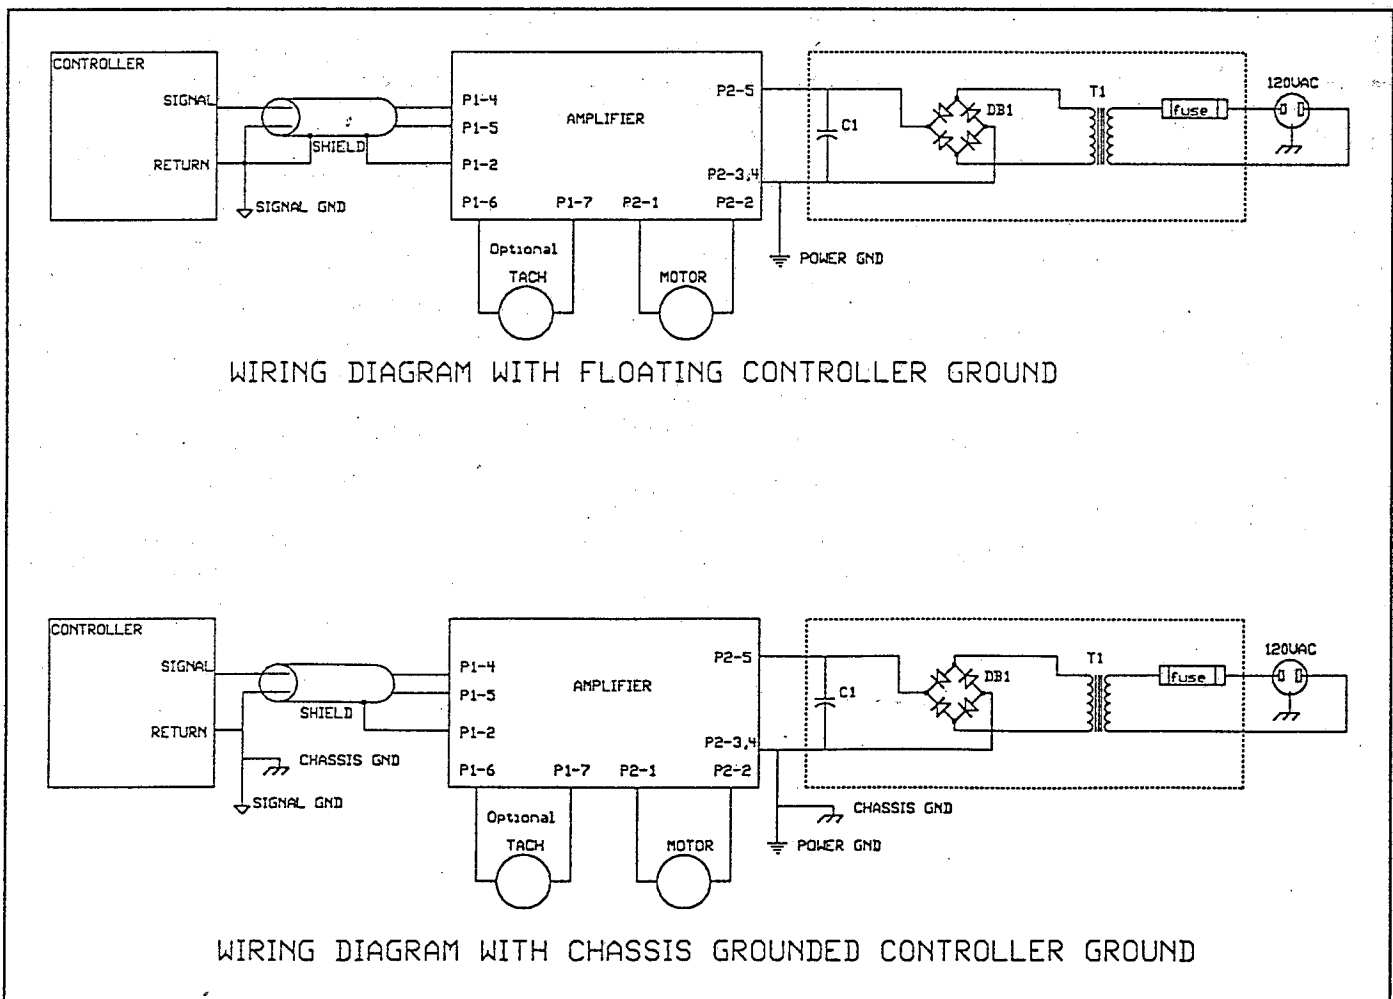 CONTROLLER
SIGNAL
RETURN
SHIELD
SIGNAL GND
P1-4
P1-5
P1-2
AMPLIFIER
P2-5
P2-3,4
P1-6
P1-7
P2-1
P2-2
Optional
TACH
MOTOR
POWER GND
C1
DB1
T1
fuse
120VAC
WIRING DIAGRAM WITH FLOATING CONTROLLER GROUND
CONTROLLER
SIGNAL
RETURN
SHIELD
CHASSIS GND
SIGNAL GND
P1-4
P1-5
P1-2
AMPLIFIER
P2-5
P2-3,4
P1-6
P1-7
P2-1
P2-2
Optional
TACH
MOTOR
CHASSIS GND
POWER GND
C1
DB1
T1
fuse
120VAC
WIRING DIAGRAM WITH CHASSIS GROUNDED CONTROLLER GROUND